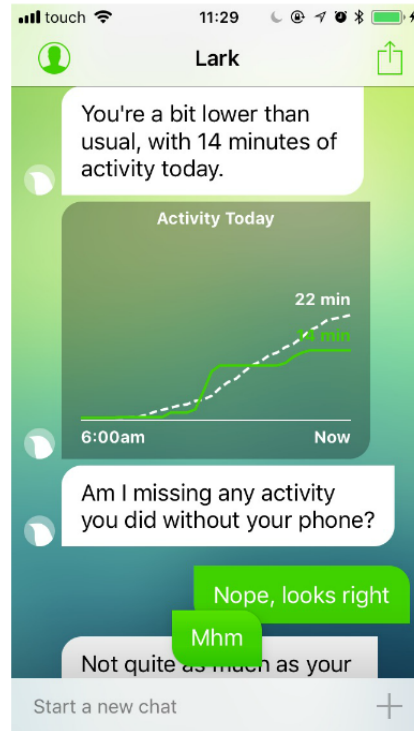 touch 11:29
Lark
You're a bit lower than
usual, with 14 minutes of
activity today.
Activity Today
22 min
14 min
6:00am Now
Am I missing any activity
you did without your phone?
Nope, looks right
Mhm
Not quite as much as your
Start a new chat